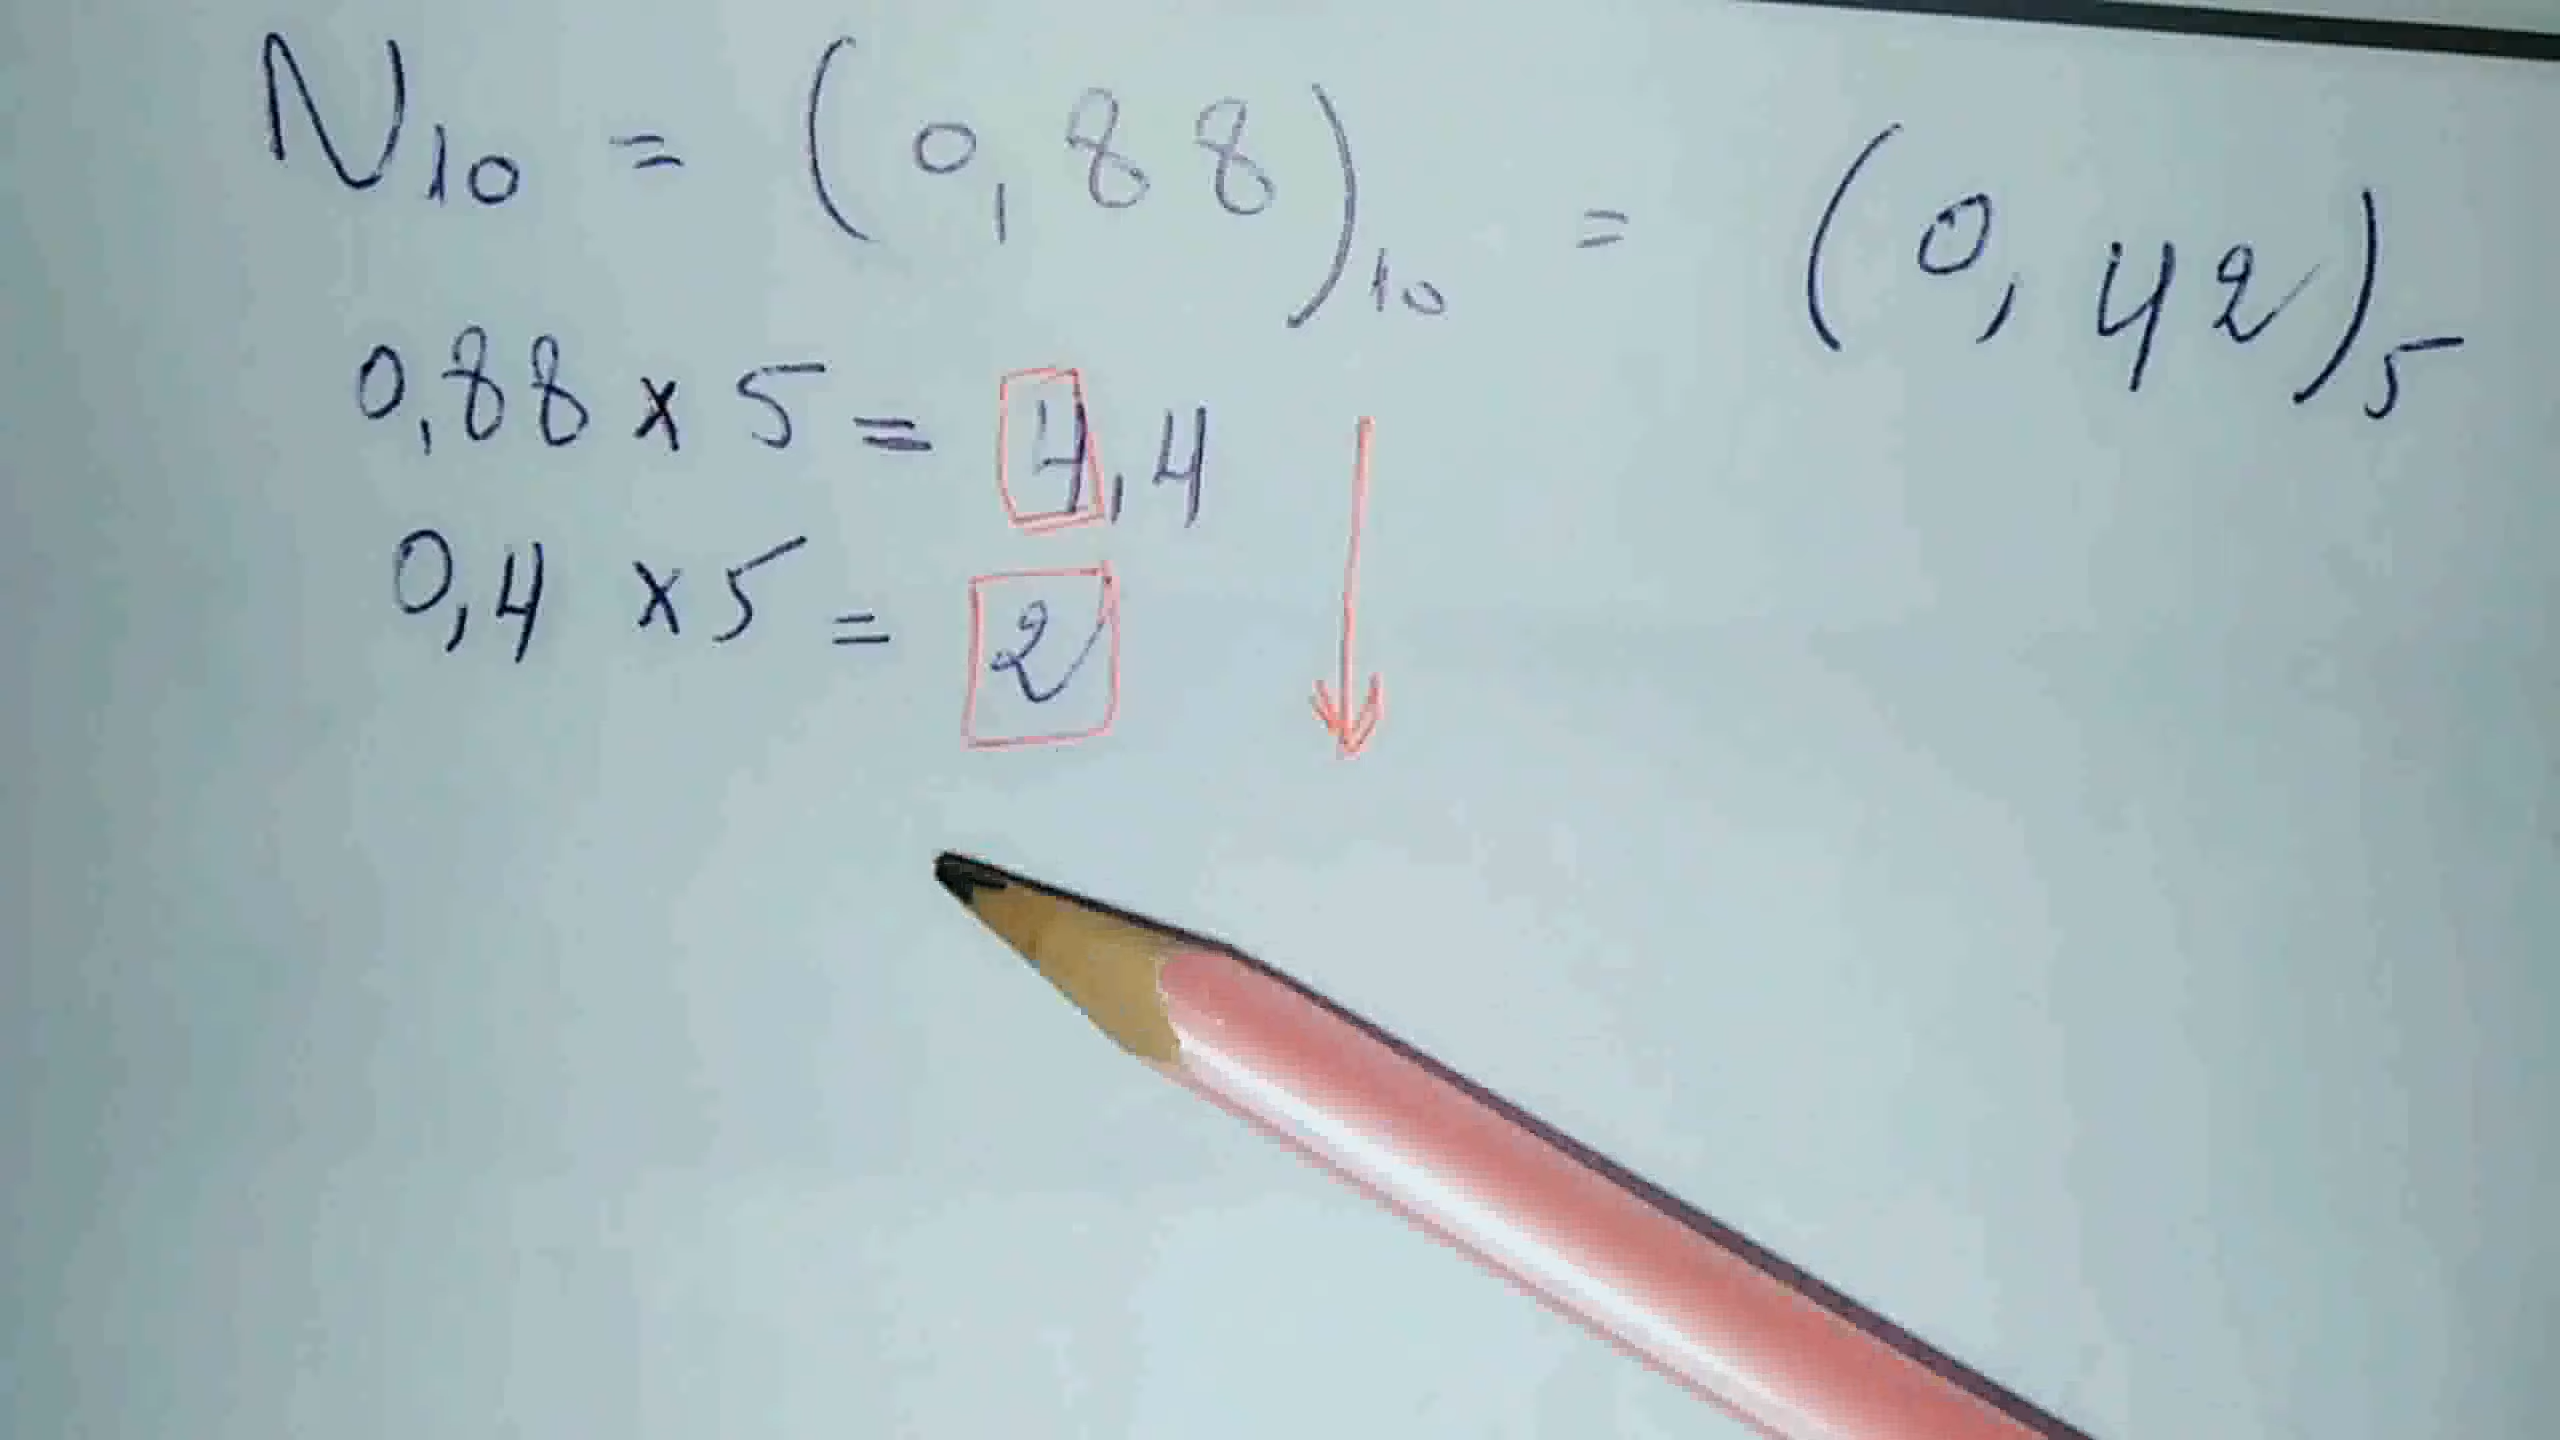 N₁₀ = (0,88)₁₀ = (0,42)₅
0,88 x 5 = 4,4
0,4 x 5 = 2